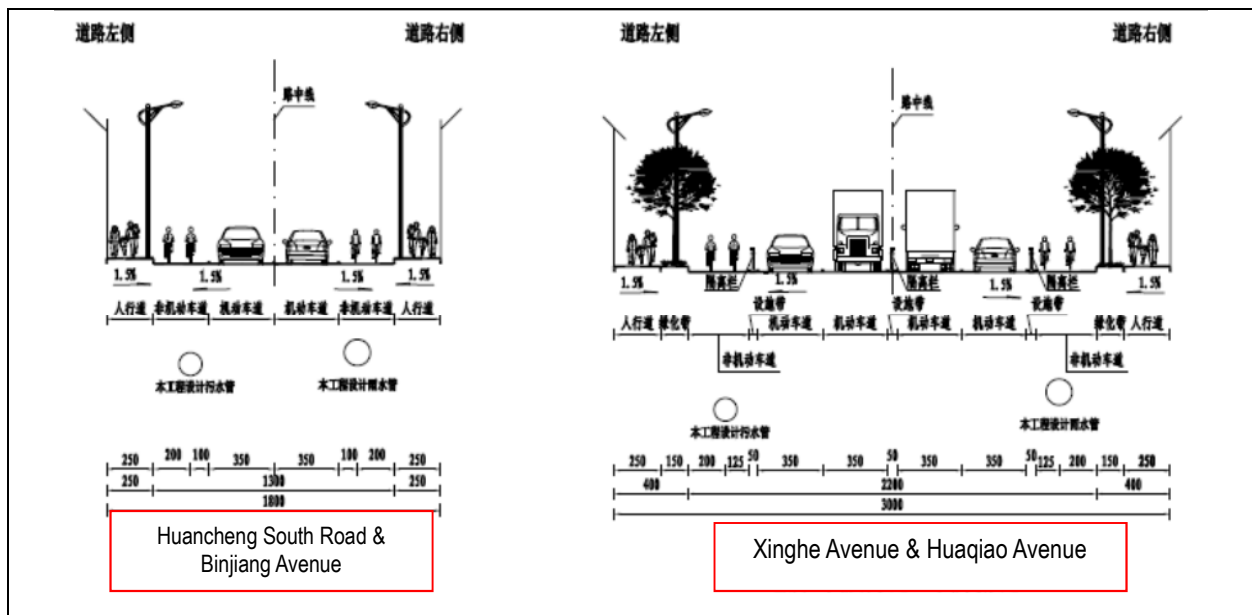 道路左侧
道路右侧
路中线
1.5%
1.5%
1.5%
1.5%
人行道 非机动车道 机动车道 机动车道 非机动车道 人行道
本工程设计污水管
本工程设计雨水管
250 200 100 350 350 100 200 250
250 1300 250
1800
Huancheng South Road &
Binjiang Avenue
道路左侧
道路右侧
路中线
1.5%
隔离栏
1.5%
隔离栏
1.5%
隔离栏
1.5%
设施带 设施带 设施带
人行道 绿化带 机动车道 机动车道 机动车道 机动车道 绿化带 人行道
非机动车道
非机动车道
本工程设计污水管
本工程设计雨水管
250 150 200 125 50 350 350 50 350 350 50 125 200 150 250
400 2200 400
3000
Xinghe Avenue & Huaqiao Avenue